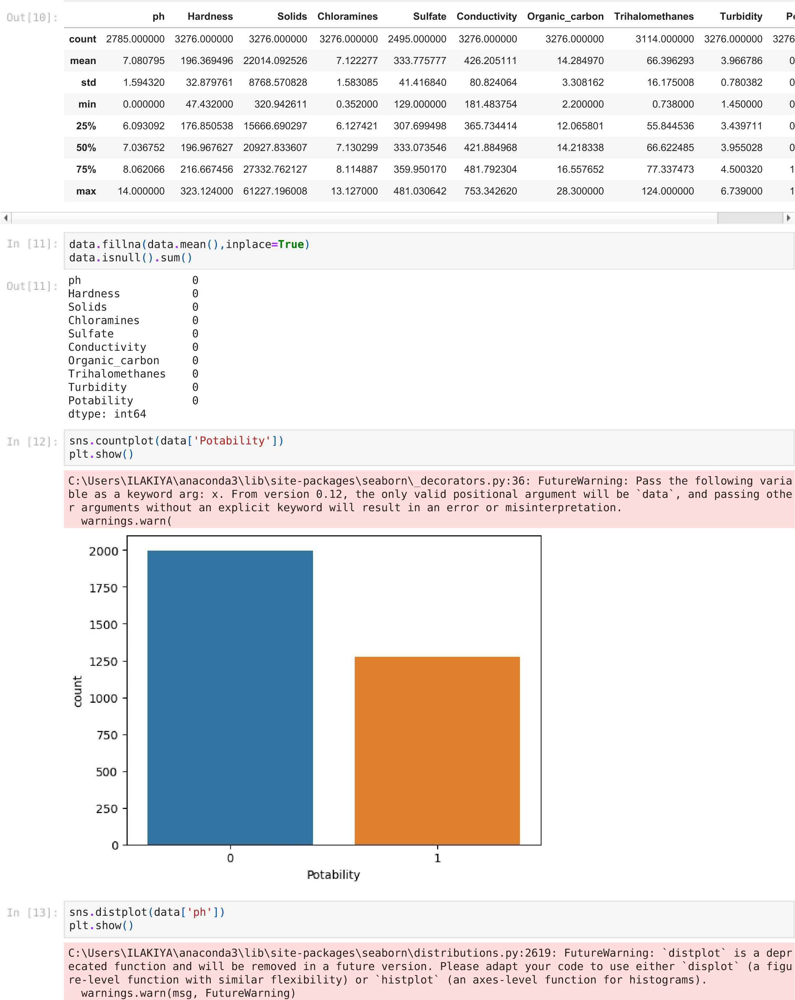 Out[10]: ph Hardness Solids Chloramines Sulfate Conductivity Organic_carbon Trihalomethanes Turbidity
count 2785.000000 3276.000000 3276.000000 3276.000000 2495.000000 3276.000000 3276.000000 3114.000000 3276.000000 3276
mean 7.080795 196.369496 22014.092526 7.122277 333.775777 426.205111 14.284970 66.396293 3.966786 0
std 1.594320 32.879761 8768.570828 1.583085 41.416840 80.824064 3.308162 16.175008 0.780382 0
min 0.000000 47.432000 320.942611 0.352000 129.000000 181.483754 2.200000 0.738000 1.450000 0
25% 6.093092 176.850538 15666.690297 6.127421 307.699498 365.734414 12.065801 55.844536 3.439711 0
50% 7.036752 196.967627 20927.833607 7.130299 333.073546 421.884968 14.218338 66.622485 3.955028 0
75% 8.062066 216.667456 27332.762127 8.114887 359.950170 481.792304 16.557652 77.337473 4.500320 1
max 14.000000 323.124000 61227.196008 13.127000 481.030642 753.342620 28.300000 124.000000 6.739000 1
In [11]: data.fillna(data.mean(),inplace=True)
data.isnull().sum()
Out[11]: ph 0
Hardness 0
Solids 0
Chloramines 0
Sulfate 0
Conductivity 0
Organic_carbon 0
Trihalomethanes 0
Turbidity 0
Potability 0
dtype: int64
In [12]: sns.countplot(data['Potability'])
plt.show()
C:\Users\ILAKIYA\anaconda3\lib\site-packages\seaborn\_decorators.py:36: FutureWarning: Pass the following varia
ble as a keyword arg: x. From version 0.12, the only valid positional argument will be `data`, and passing othe
r arguments without an explicit keyword will result in an error or misinterpretation.
warnings.warn(
2000
1750
1500
1250
1000
750
500
250
0
count
0 1
Potability
In [13]: sns.distplot(data['ph'])
plt.show()
C:\Users\ILAKIYA\anaconda3\lib\site-packages\seaborn\distributions.py:2619: FutureWarning: `distplot` is a depr
ecated function and will be removed in a future version. Please adapt your code to use either `displot` (a figu
re-level function with similar flexibility) or `histplot` (an axes-level function for histograms).
warnings.warn(msg, FutureWarning)